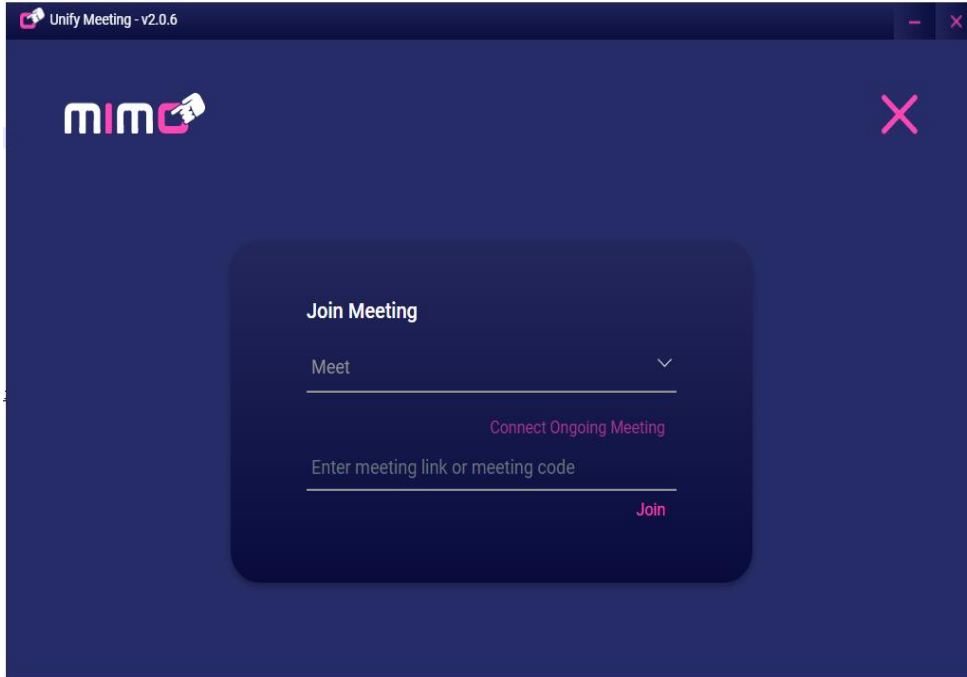 Unify Meeting - v2.0.6
mimo
Join Meeting
Meet
Connect Ongoing Meeting
Enter meeting link or meeting code
Join